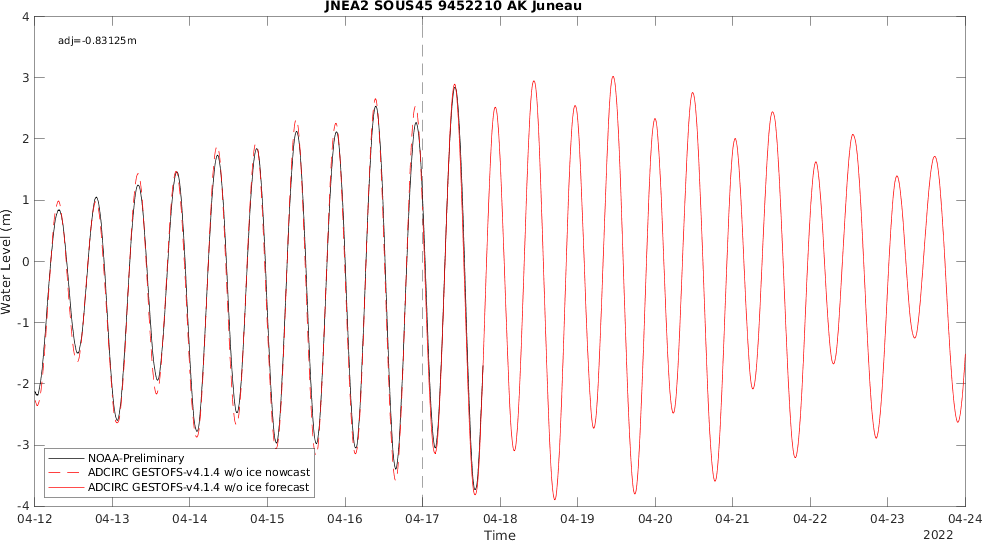 JNEA2 SOUS45 9452210 AK Juneau
adj=-0.83125m
4
3
2
1
0
-1
-2
-3
-4
Water Level (m)
NOAA-Preliminary
ADCIRC GESTOFS-v4.1.4 w/o ice nowcast
ADCIRC GESTOFS-v4.1.4 w/o ice forecast
04-12 04-13 04-14 04-15 04-16 04-17 04-18 04-19 04-20 04-21 04-22 04-23 04-24
Time
2022